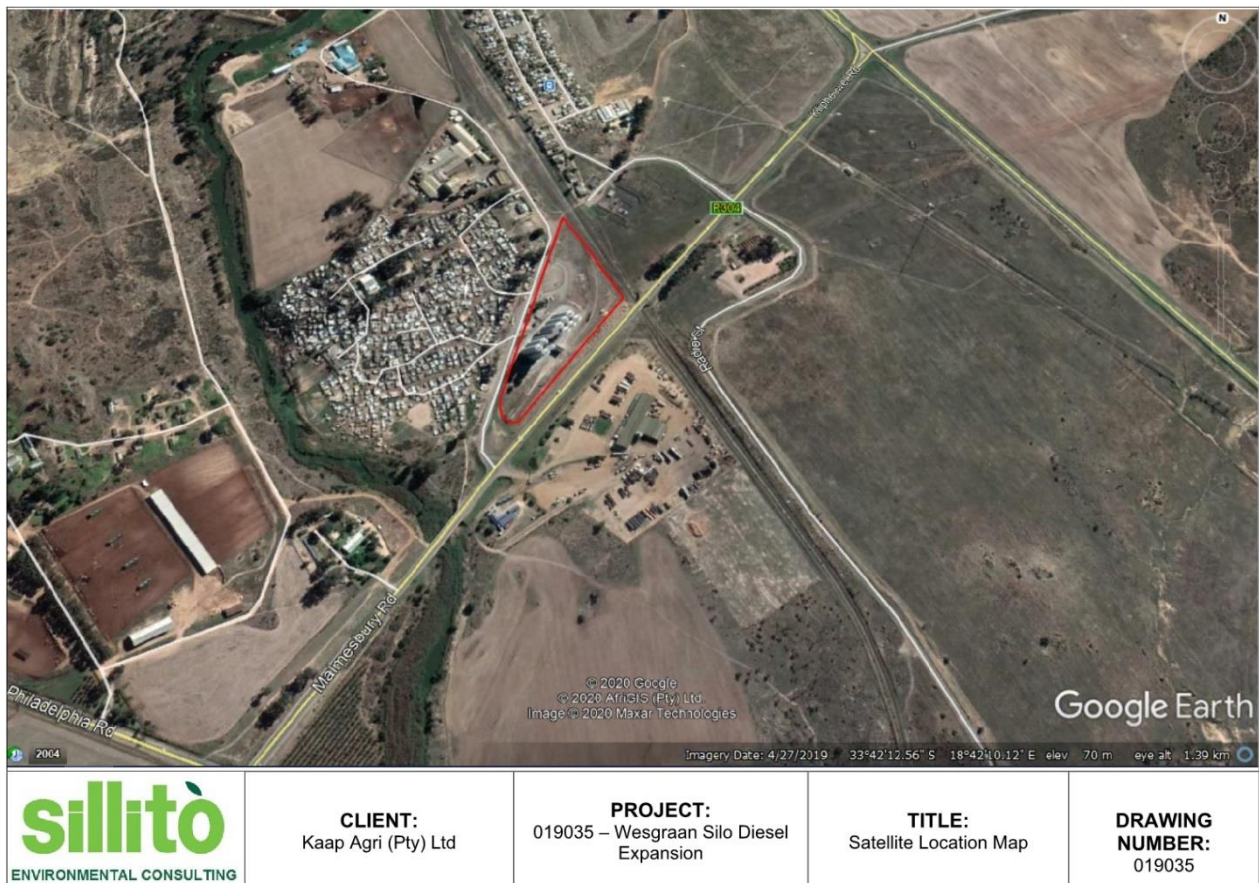 N
R304
Radio St
Malmesbury Rd
Philadelphia Rd
© 2020 Google
© 2020 AfriGIS (Pty) Ltd.
Image © 2020 Maxar Technologies
Google Earth
2004
Imagery Date: 4/27/2019 33°42'12.56" S 18°42'10.12" E elev 70 m eye alt 1.39 km
sillitò
ENVIRONMENTAL CONSULTING
CLIENT:
Kaap Agri (Pty) Ltd
PROJECT:
019035 – Wesgraan Silo Diesel
Expansion
TITLE:
Satellite Location Map
DRAWING
NUMBER:
019035